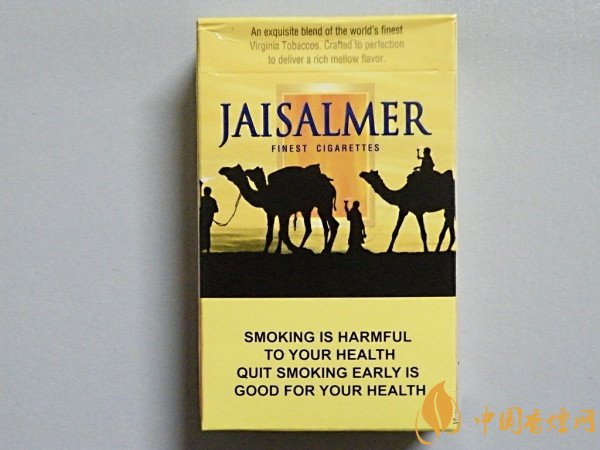 An exquisite blend of the world's finest
Virginia Tobaccos. Crafted to perfection
to deliver a rich mellow flavor.
JAISALMER
FINEST CIGARETTES
SMOKING IS HARMFUL
TO YOUR HEALTH
QUIT SMOKING EARLY IS
GOOD FOR YOUR HEALTH
中国香烟网